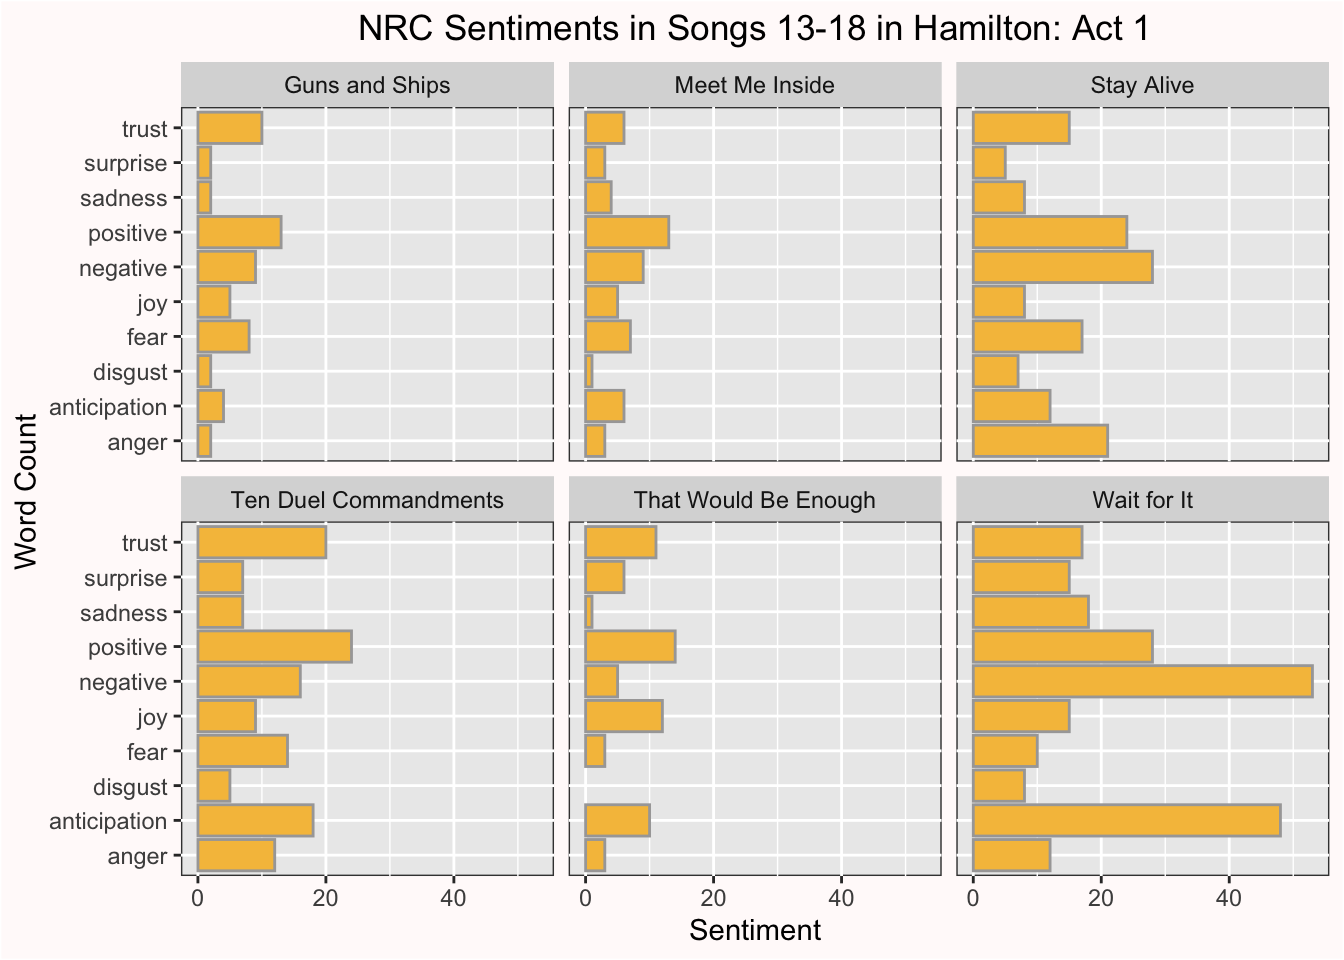 NRC Sentiments in Songs 13-18 in Hamilton: Act 1
Guns and Ships
Meet Me Inside
Stay Alive
trust
surprise
sadness
positive
negative
joy
fear
disgust
anticipation
anger
Word Count
Ten Duel Commandments
That Would Be Enough
Wait for It
trust
surprise
sadness
positive
negative
joy
fear
disgust
anticipation
anger
0 20 40 0 20 40 0 20 40
Sentiment